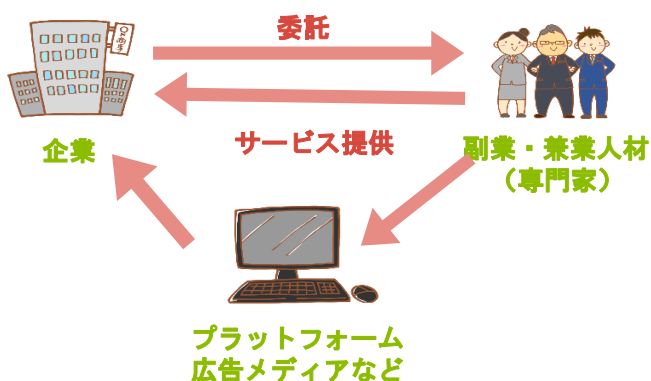 委託
サービス提供
企業
副業・兼業人材
（専門家）
プラットフォーム
広告メディアなど